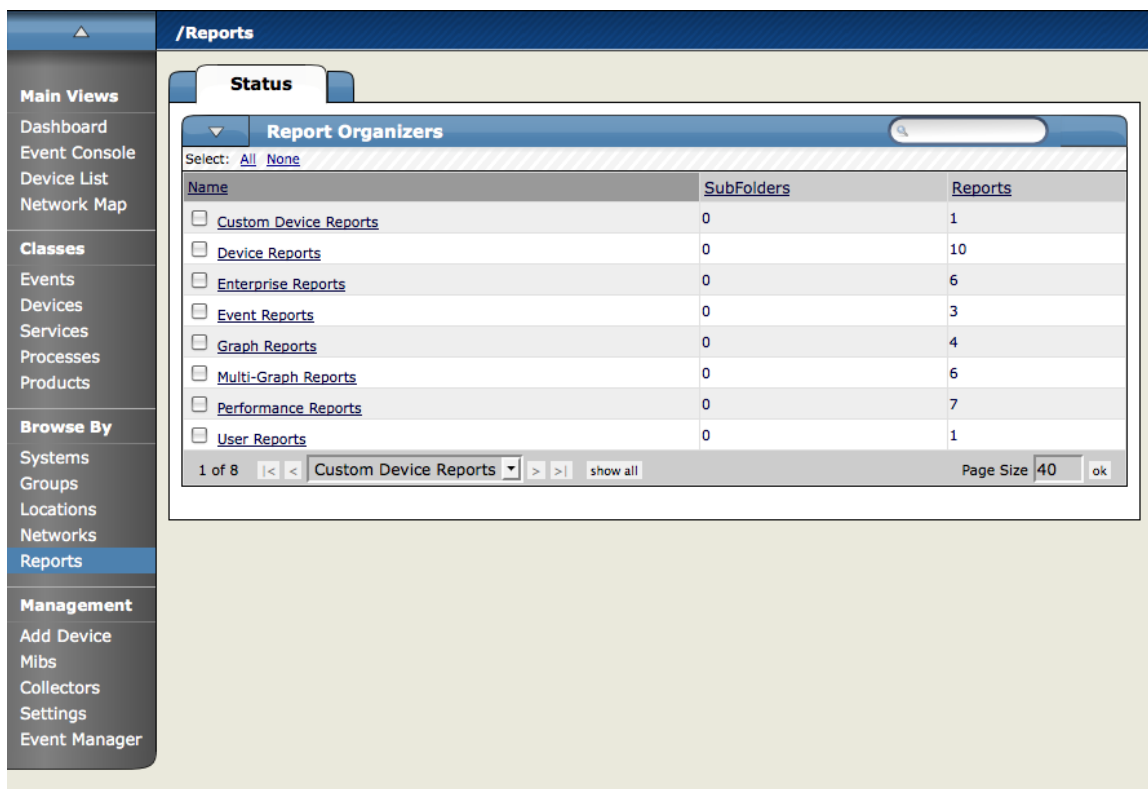 /Reports
Main Views
Dashboard
Event Console
Device List
Network Map
Classes
Events
Devices
Services
Processes
Products
Browse By
Systems
Groups
Locations
Networks
Reports
Management
Add Device
Mibs
Collectors
Settings
Event Manager
Status
Report Organizers
Select: All None
Name SubFolders Reports
Custom Device Reports 0 1
Device Reports 0 10
Enterprise Reports 0 6
Event Reports 0 3
Graph Reports 0 4
Multi-Graph Reports 0 6
Performance Reports 0 7
User Reports 0 1
1 of 8 |< < Custom Device Reports > >| show all Page Size 40 ok